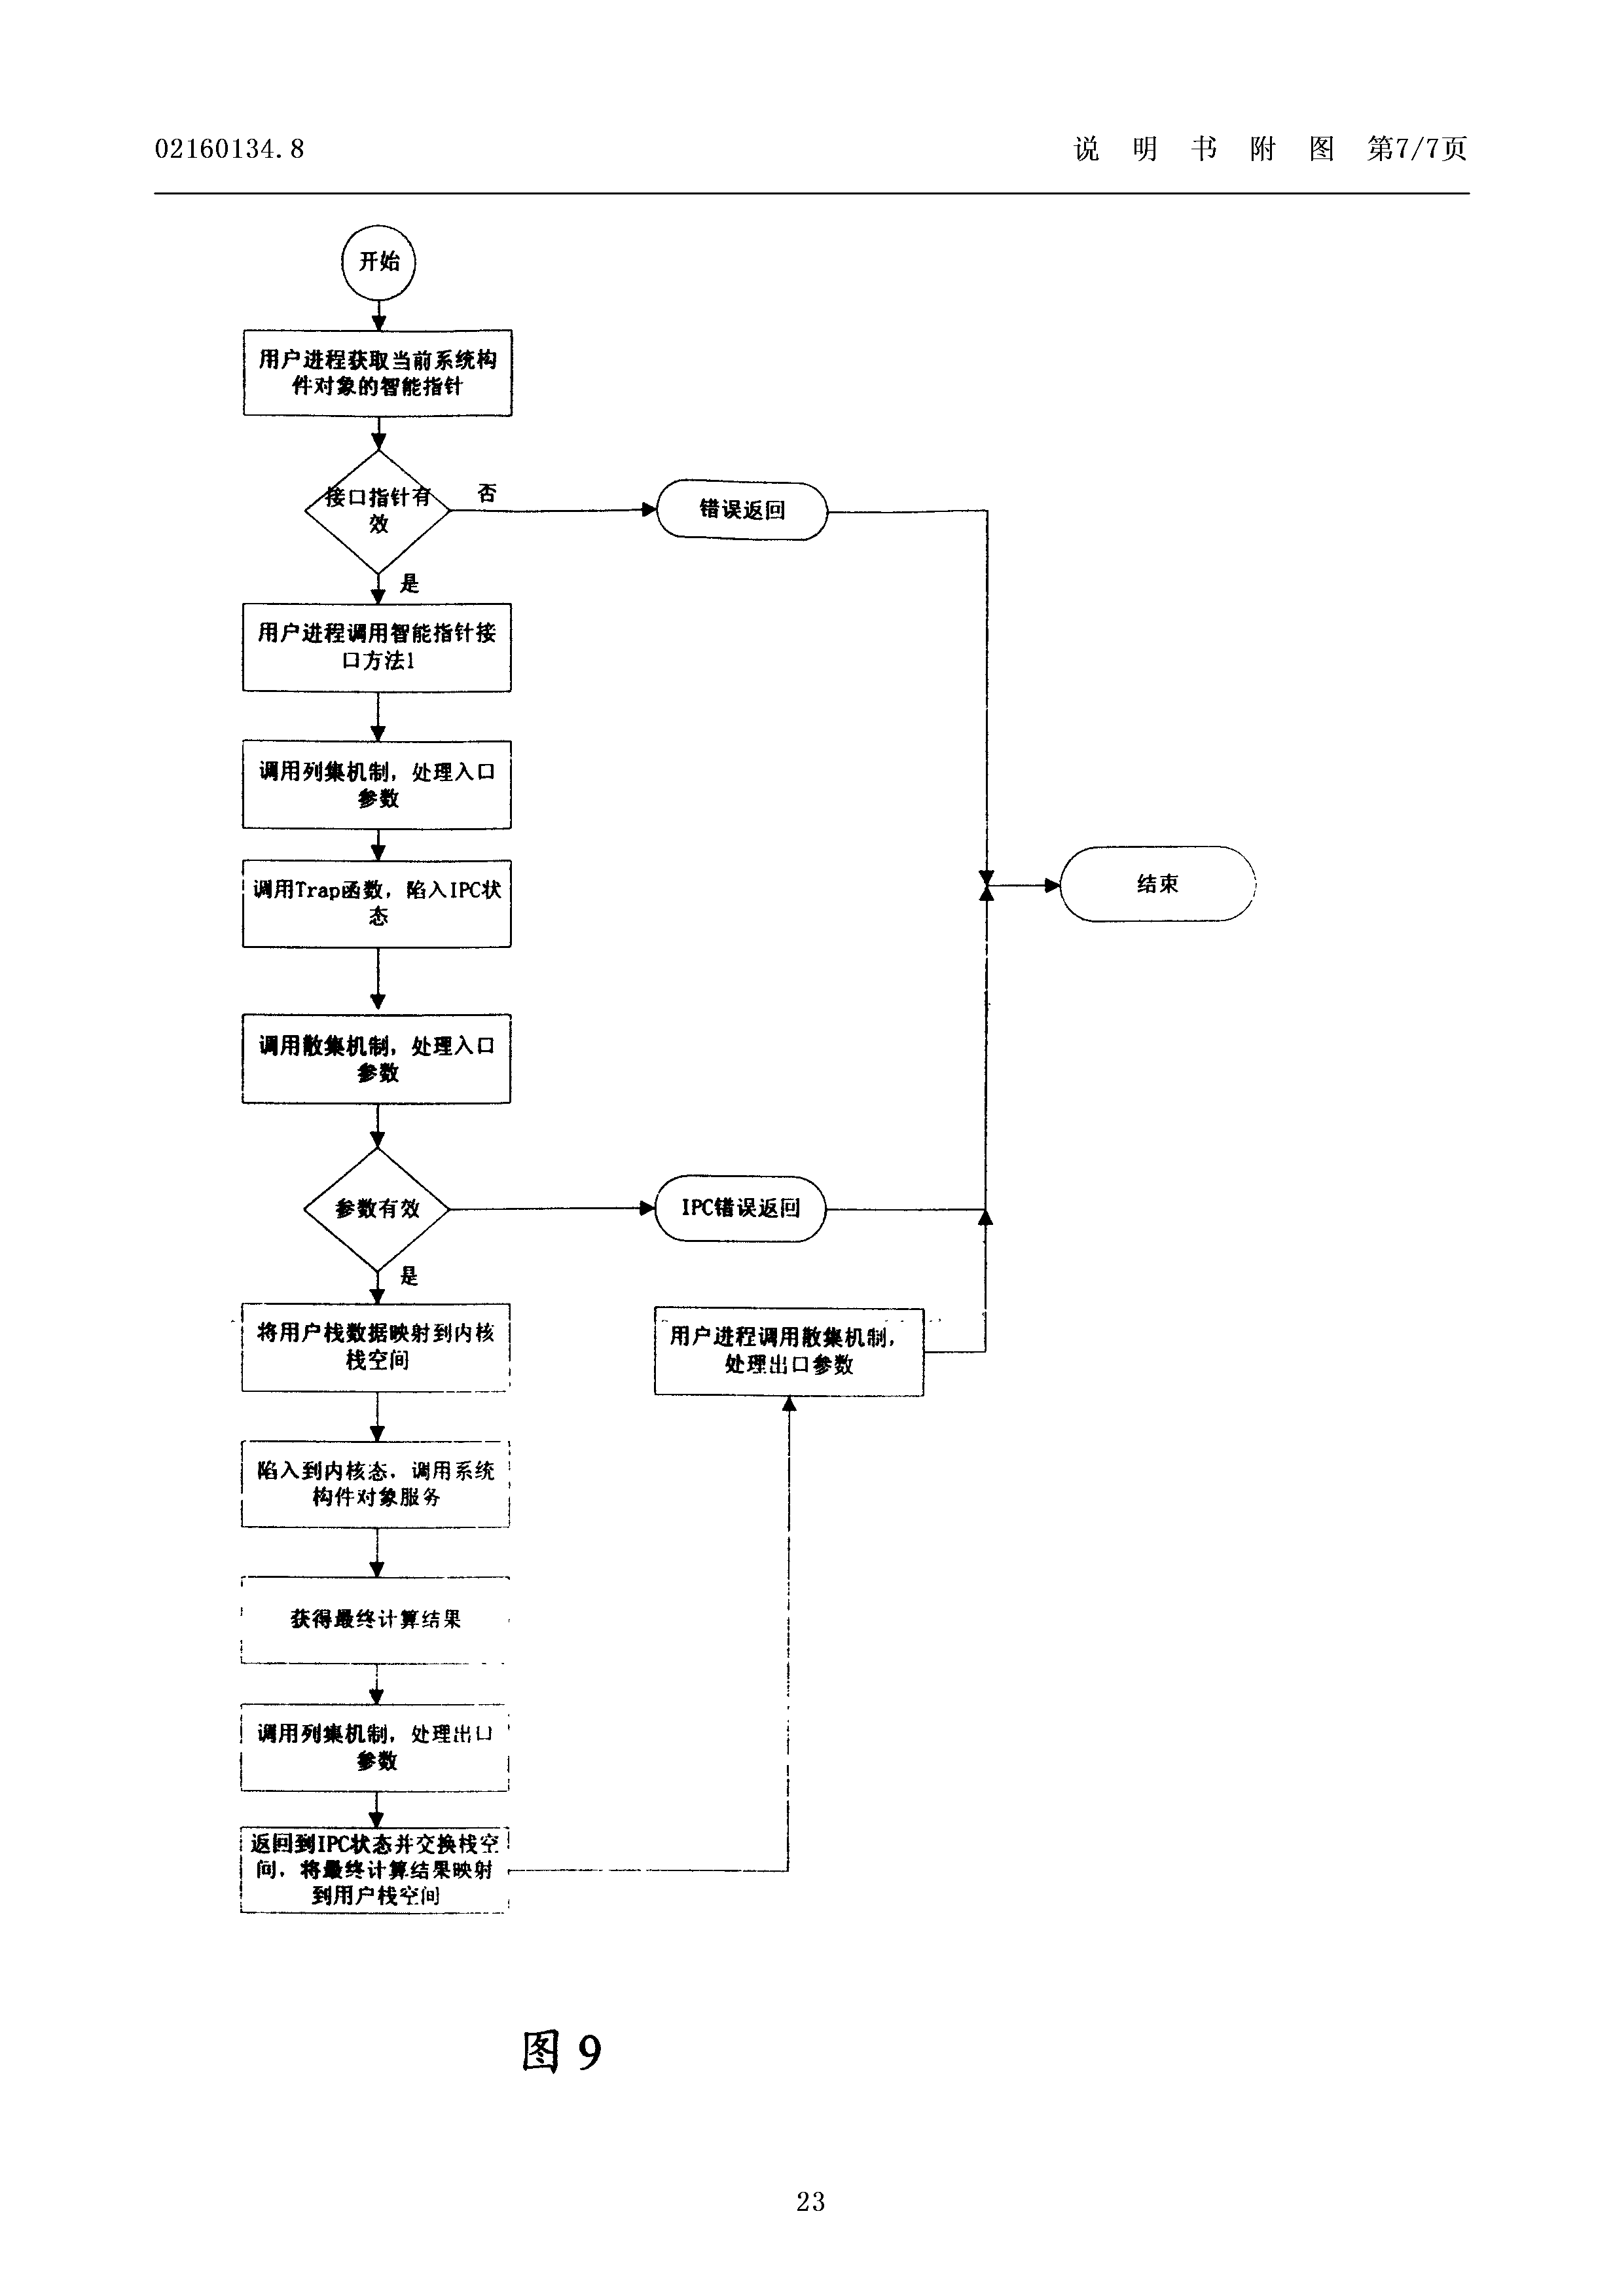 02160134.8
说 明 书 附 图 第7/7页
开始
用户进程获取当前系统构
件对象的智能指针
接口指针有
效
否
错误返回
是
用户进程调用智能指针接
口方法1
调用列集机制，处理入口
参数
调用Trap函数，陷入IPC状
态
结束
调用散集机制，处理入口
参数
参数有效
IPC错误返回
是
将用户栈数据映射到内核
栈空间
用户进程调用散集机制，
处理出口参数
陷入到内核态，调用系统
构件对象服务
获得最终计算结果
调用列集机制，处理出口
参数
返回到IPC状态并交换栈空
间，将最终计算结果映射
到用户栈空间
图 9
23